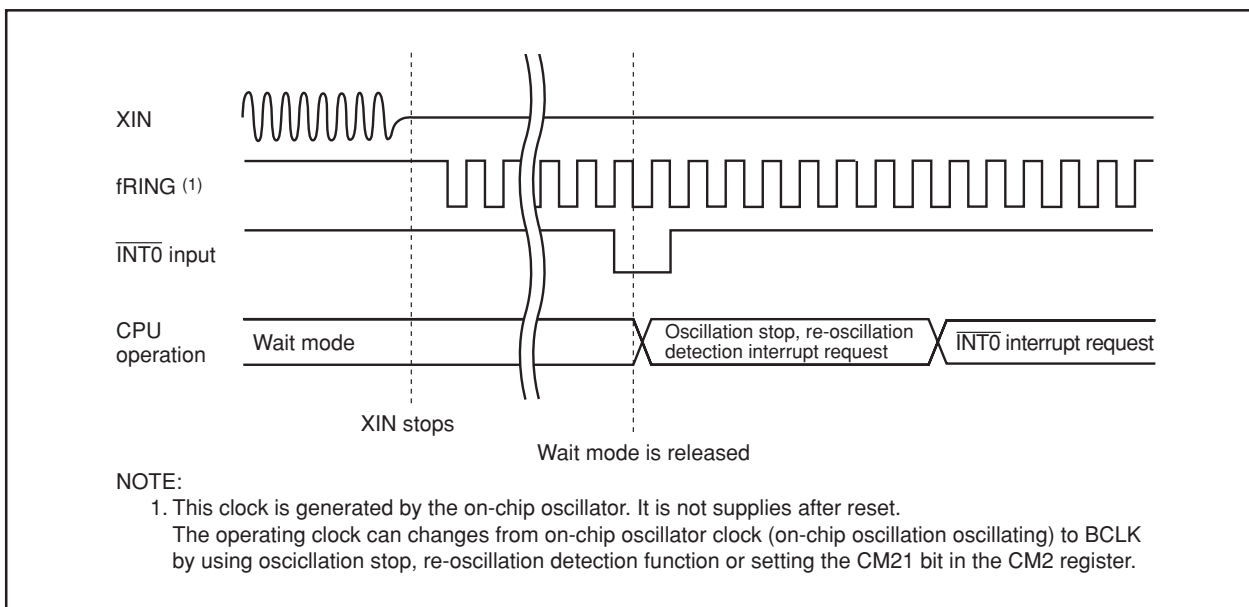 XIN
fRING (1)
INT0 input
CPU
operation
Wait mode
Oscillation stop, re-oscillation
detection interrupt request
INT0 interrupt request
XIN stops
Wait mode is released
NOTE:
1. This clock is generated by the on-chip oscillator. It is not supplies after reset.
The operating clock can changes from on-chip oscillator clock (on-chip oscillation oscillating) to BCLK
by using oscicllation stop, re-oscillation detection function or setting the CM21 bit in the CM2 register.